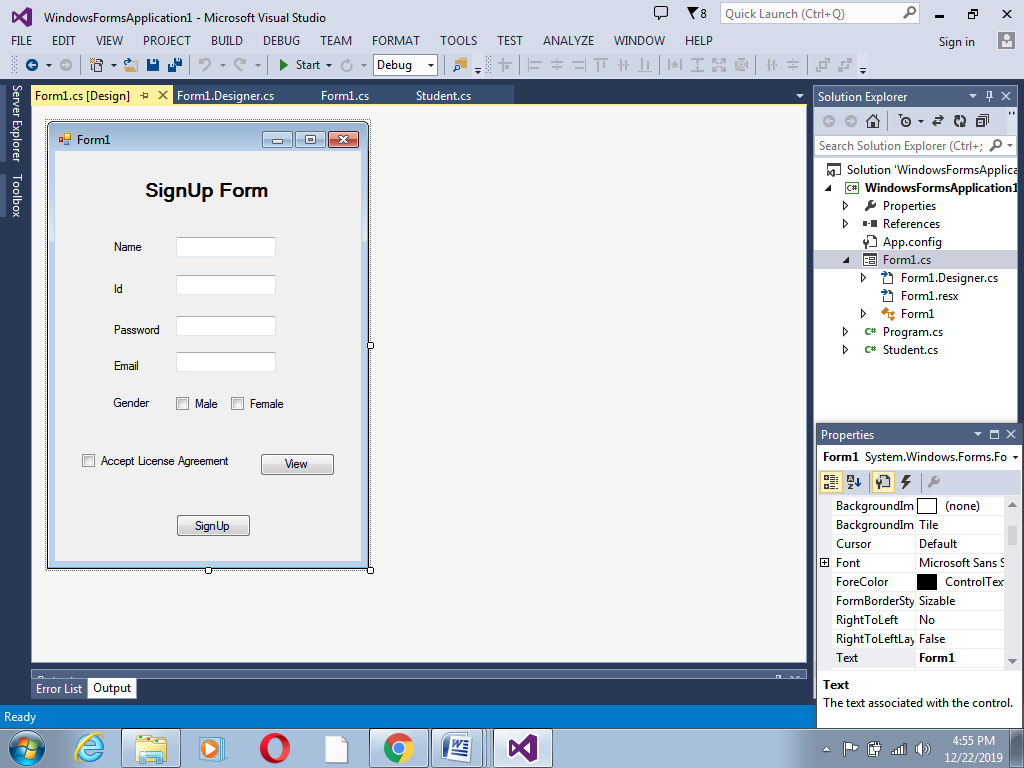 WindowsFormsApplication1 - Microsoft Visual Studio
8
Quick Launch (Ctrl+Q)
FILE EDIT VIEW PROJECT BUILD DEBUG TEAM FORMAT TOOLS TEST ANALYZE WINDOW HELP
Sign in
Start Debug
Server Explorer
Toolbox
Form1.cs [Design] Form1.Designer.cs Form1.cs Student.cs
Form1
SignUp Form
Name
Id
Password
Email
Gender Male Female
Accept License Agreement View
SignUp
Solution Explorer
Search Solution Explorer (Ctrl+;
Solution 'WindowsFormsApplica
C# WindowsFormsApplication1
Properties
References
App.config
Form1.cs
Form1.Designer.cs
Form1.resx
Form1
C# Program.cs
C# Student.cs
Properties
Form1 System.Windows.Forms.Fo
BackgroundIm (none)
BackgroundIm Tile
Cursor Default
Font Microsoft Sans S
ForeColor ControlTex
FormBorderSty Sizable
RightToLeft No
RightToLeftLay False
Text Form1
Text
The text associated with the control.
Error List Output
Ready
4:55 PM
12/22/2019